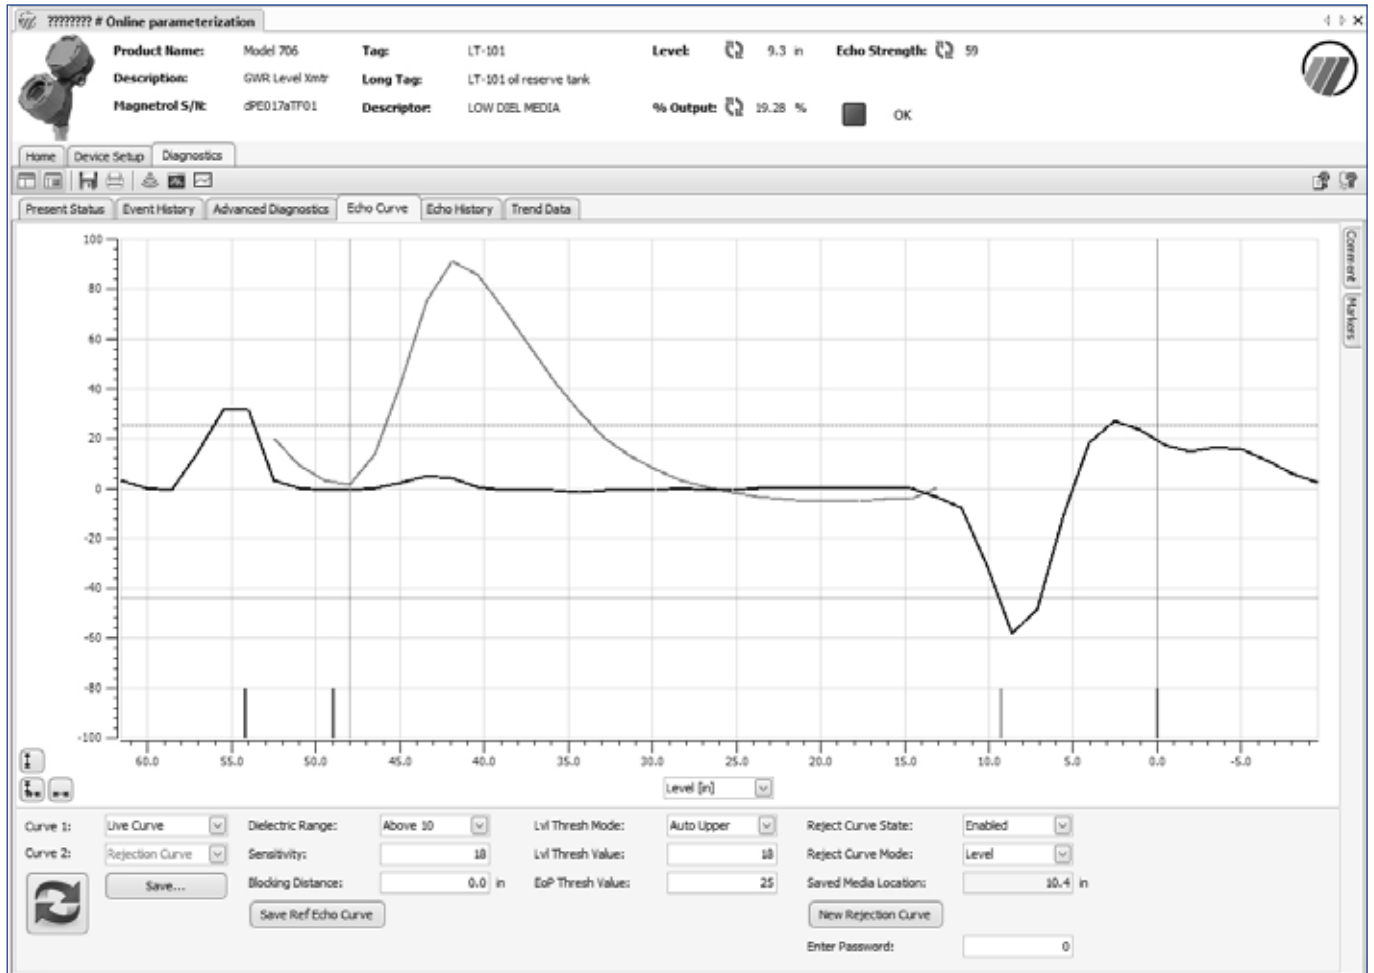 ???????? # Online parameterization
Product Name: Model 706 Tag: LT-101 Level: 9.3 in Echo Strength: 59
Description: GWR Level Xmtr Long Tag: LT-101 oil reserve tank
Magnetrol S/N: dPE017aTF01 Descriptor: LOW DIEL MEDIA % Output: 19.28 % OK
Home Device Setup Diagnostics
Present Status Event History Advanced Diagnostics Echo Curve Echo History Trend Data
Comment
Markers
100
80
60
40
20
0
-20
-40
-60
-80
-100
60.0 55.0 50.0 45.0 40.0 35.0 30.0 25.0 20.0 15.0 10.0 5.0 0.0 -5.0
Level [in]
Curve 1: Live Curve Dielectric Range: Above 10 Lvl Thresh Mode: Auto Upper Reject Curve State: Enabled
Curve 2: Rejection Curve Sensitivity: 18 Lvl Thresh Value: 18 Reject Curve Mode: Level
Save... Blocking Distance: 0.0 in EoP Thresh Value: 25 Saved Media Location: 10.4 in
Save Ref Echo Curve New Rejection Curve
Enter Password: 0